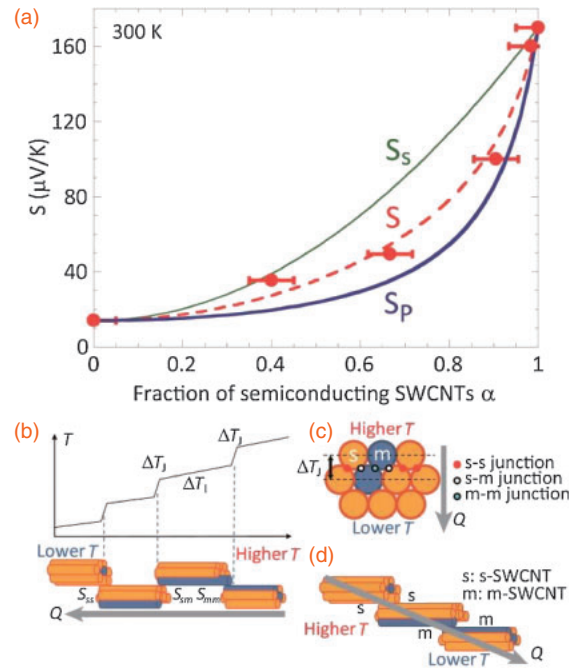 (a)
300 K
S (μV/K)
160
120
80
40
0
S_s
S
S_P
0 0.2 0.4 0.6 0.8 1
Fraction of semiconducting SWCNTs α
(b)
T
ΔT_J
ΔT_J
ΔT_I
Lower T
Higher T
S_ss S_sm S_mm
Q
(c)
Higher T
s m
ΔT_J
Lower T
Q
s-s junction
s-m junction
m-m junction
(d)
s: s-SWCNT
m: m-SWCNT
s s
m m
Higher T
Lower T
Q